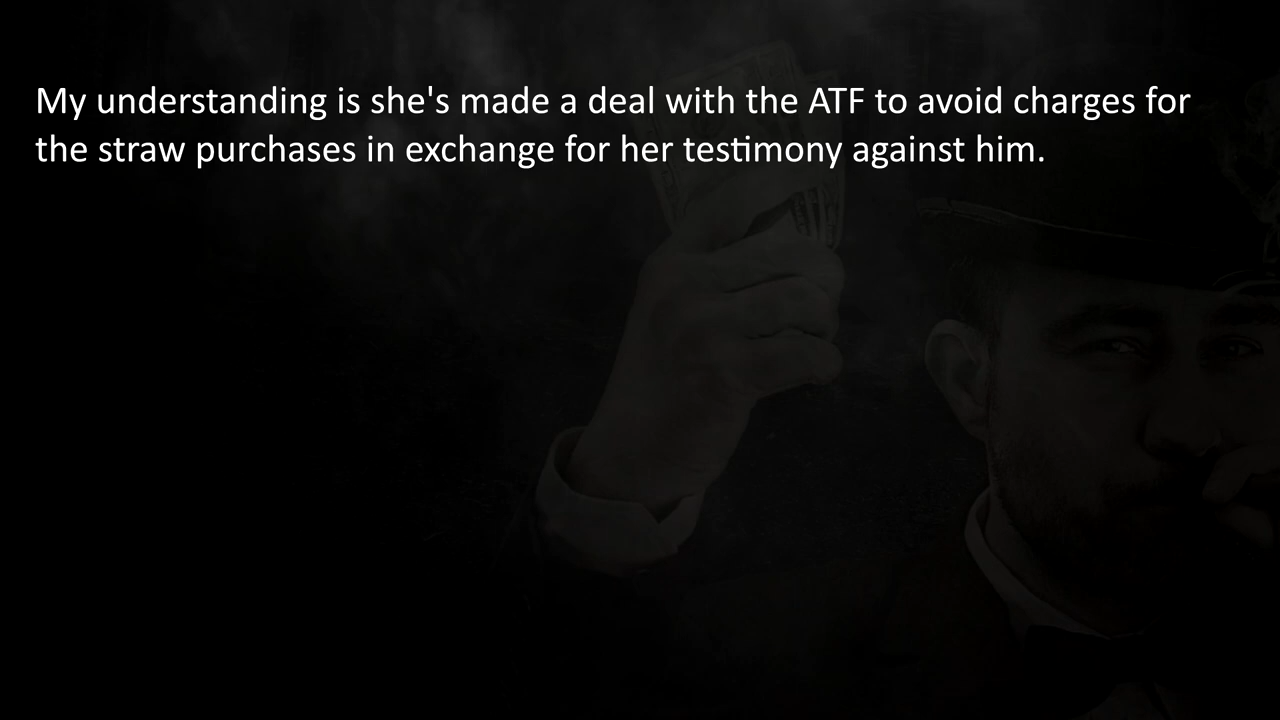 My understanding is she's made a deal with the ATF to avoid charges for
the straw purchases in exchange for her testimony against him.